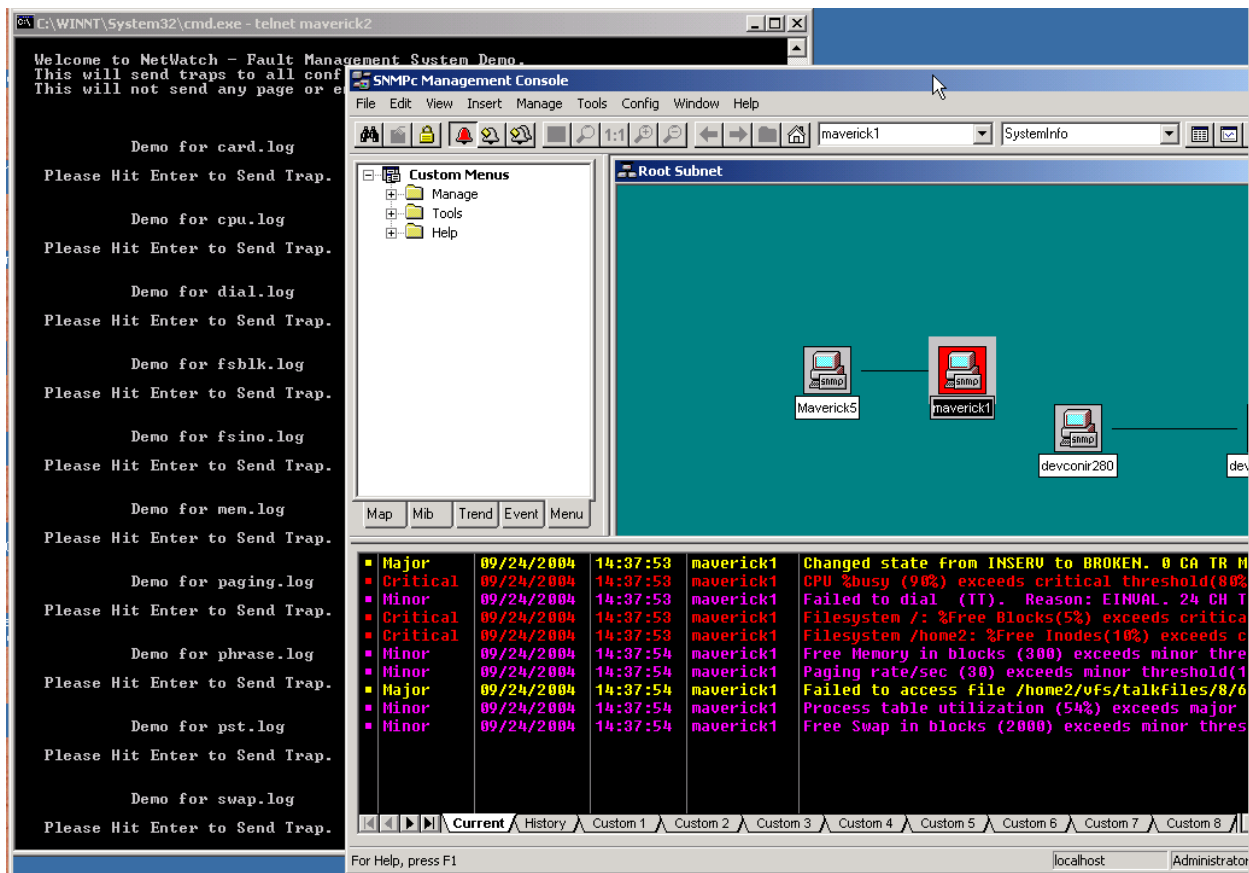 C:\WINNT\System32\cmd.exe - telnet maverick2
Welcome to NetWatch - Fault Management System Demo.
This will send traps to all conf
This will not send any page or e
Demo for card.log
Please Hit Enter to Send Trap.
Demo for cpu.log
Please Hit Enter to Send Trap.
Demo for dial.log
Please Hit Enter to Send Trap.
Demo for fsblk.log
Please Hit Enter to Send Trap.
Demo for fsino.log
Please Hit Enter to Send Trap.
Demo for mem.log
Please Hit Enter to Send Trap.
Demo for paging.log
Please Hit Enter to Send Trap.
Demo for phrase.log
Please Hit Enter to Send Trap.
Demo for pst.log
Please Hit Enter to Send Trap.
Demo for swap.log
Please Hit Enter to Send Trap.
SNMPc Management Console
File Edit View Insert Manage Tools Config Window Help
1:1 maverick1 SystemInfo
Custom Menus
Manage
Tools
Help
Map Mib Trend Event Menu
Root Subnet
snmp snmp
Maverick5 maverick1
snmp
devconir280 dev
Major 09/24/2004 14:37:53 maverick1 Changed state from INSERV to BROKEN. 0 CA TR M
Critical 09/24/2004 14:37:53 maverick1 CPU %busy (90%) exceeds critical threshold(80%
Minor 09/24/2004 14:37:53 maverick1 Failed to dial (TT). Reason: EINVAL. 24 CH T
Critical 09/24/2004 14:37:53 maverick1 Filesystem /: %Free Blocks(5%) exceeds critica
Critical 09/24/2004 14:37:54 maverick1 Filesystem /home2: %Free Inodes(10%) exceeds c
Minor 09/24/2004 14:37:54 maverick1 Free Memory in blocks (300) exceeds minor thre
Minor 09/24/2004 14:37:54 maverick1 Paging rate/sec (30) exceeds minor threshold(1
Major 09/24/2004 14:37:54 maverick1 Failed to access file /home2/vfs/talkfiles/8/6
Minor 09/24/2004 14:37:54 maverick1 Process table utilization (54%) exceeds major
Minor 09/24/2004 14:37:54 maverick1 Free Swap in blocks (2000) exceeds minor thres
Current History Custom 1 Custom 2 Custom 3 Custom 4 Custom 5 Custom 6 Custom 7 Custom 8
For Help, press F1 localhost Administrator